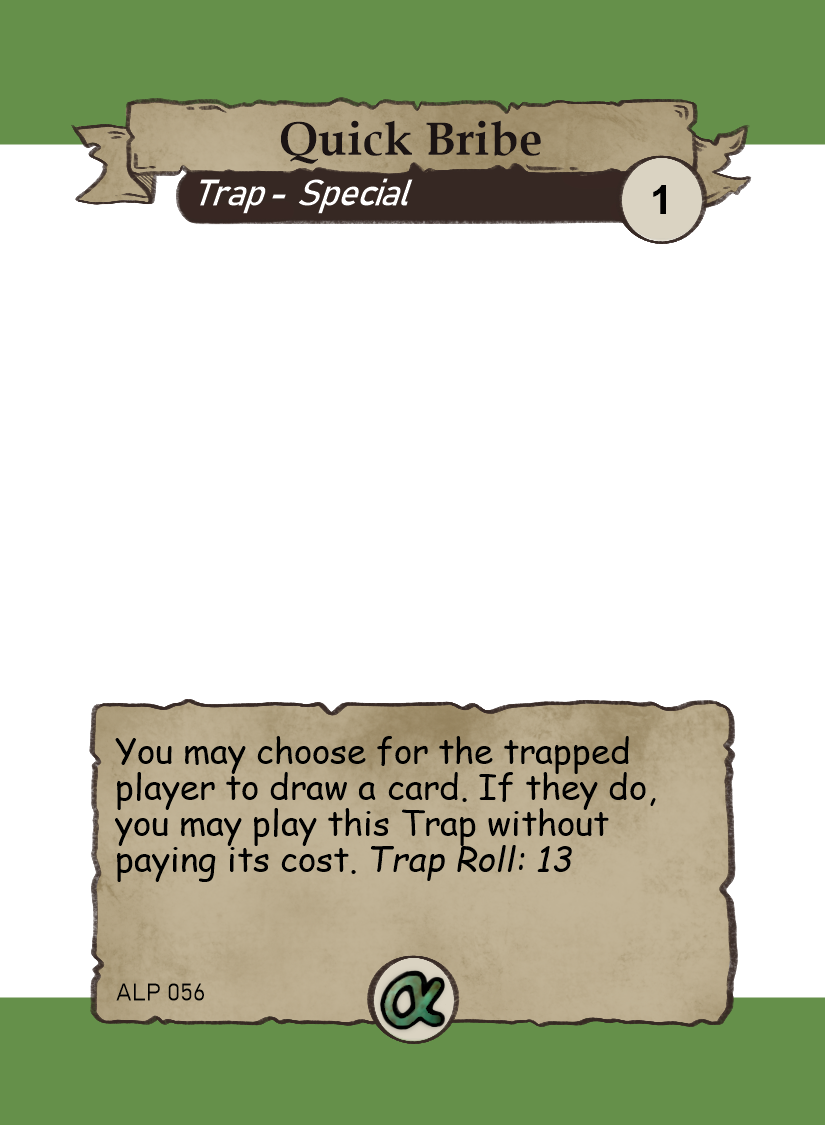 Quick Bribe
Trap - Special
1
You may choose for the trapped
player to draw a card. If they do,
you may play this Trap without
paying its cost. Trap Roll: 13
ALP 056
α